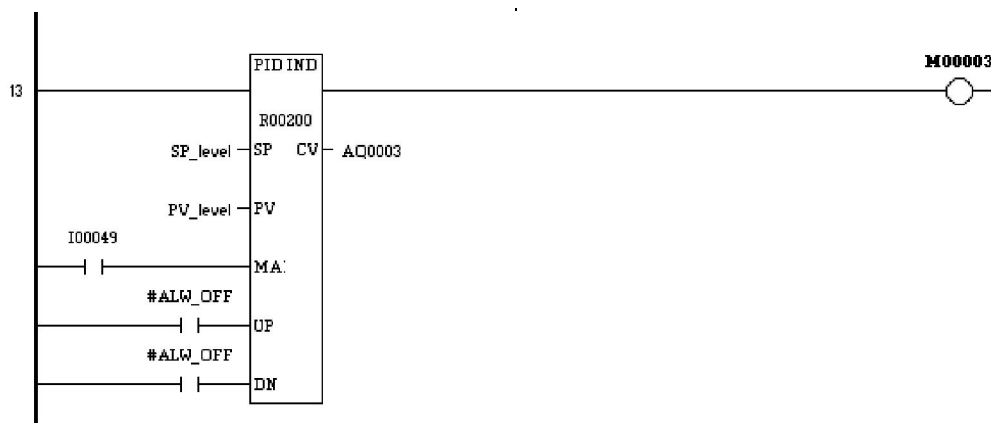 PID IND
M00003
13
R00200
SP_level SP CV AQ0003
PV_level PV
I00049
MA
#ALW_OFF
UP
#ALW_OFF
DN